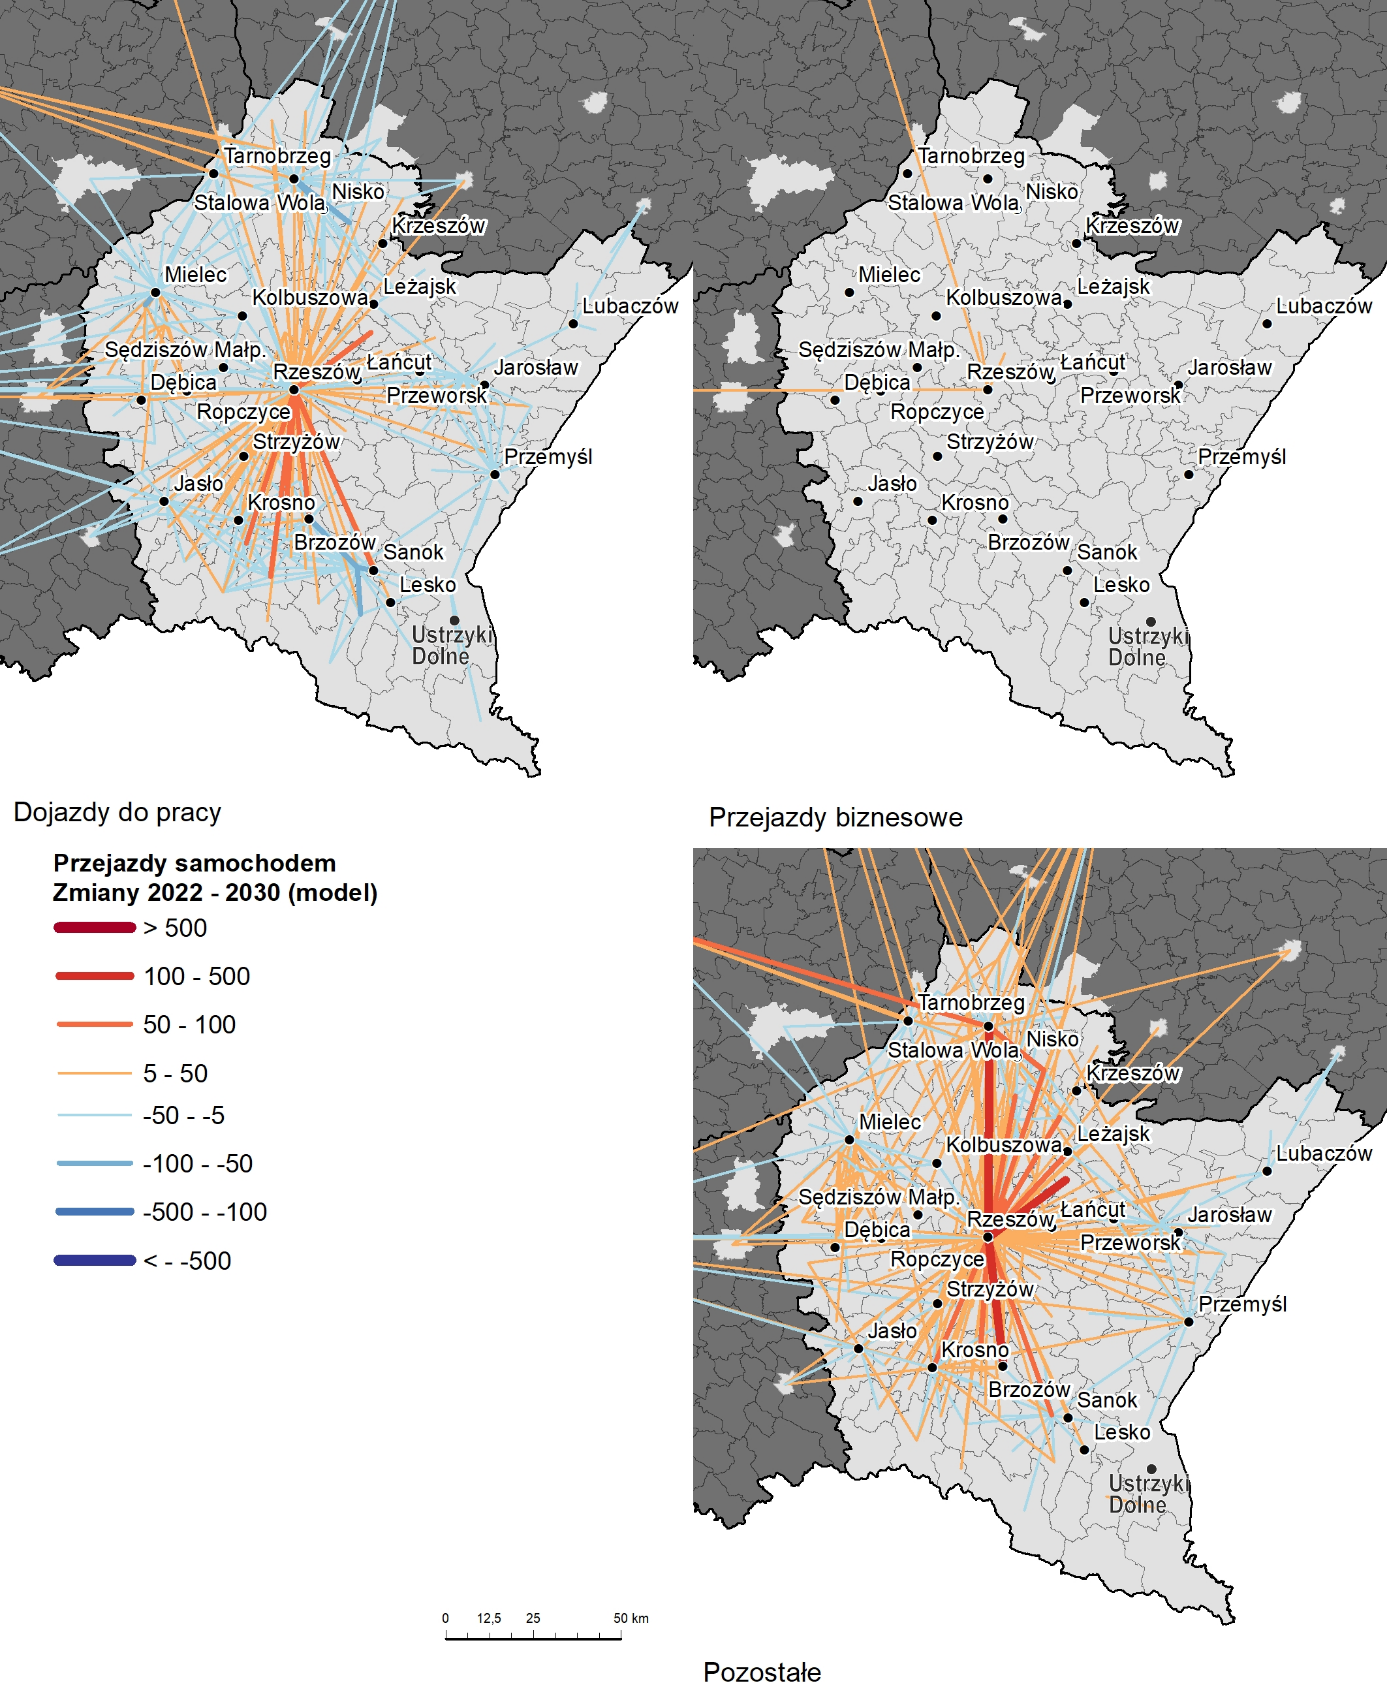 Tarnobrzeg
Stalowa Wola
Nisko
Krzeszów
Mielec
Kolbuszowa
Leżajsk
Lubaczów
Sędziszów Małp.
Rzeszów
Łańcut
Jarosław
Dębica
Przeworsk
Ropczyce
Strzyżów
Przemyśl
Jasło
Krosno
Brzozów
Sanok
Lesko
Ustrzyki
Dolne
Dojazdy do pracy
Tarnobrzeg
Stalowa Wola
Nisko
Krzeszów
Mielec
Kolbuszowa
Leżajsk
Lubaczów
Sędziszów Małp.
Rzeszów
Łańcut
Jarosław
Dębica
Przeworsk
Ropczyce
Strzyżów
Przemyśl
Jasło
Krosno
Brzozów
Sanok
Lesko
Ustrzyki
Dolne
Przejazdy biznesowe
Przejazdy samochodem
Zmiany 2022 - 2030 (model)
> 500
100 - 500
50 - 100
5 - 50
-50 - -5
-100 - -50
-500 - -100
< - -500
0 12,5 25 50 km
Tarnobrzeg
Stalowa Wola
Nisko
Krzeszów
Mielec
Kolbuszowa
Leżajsk
Lubaczów
Sędziszów Małp.
Rzeszów
Łańcut
Jarosław
Dębica
Przeworsk
Ropczyce
Strzyżów
Przemyśl
Jasło
Krosno
Brzozów
Sanok
Lesko
Ustrzyki
Dolne
Pozostałe